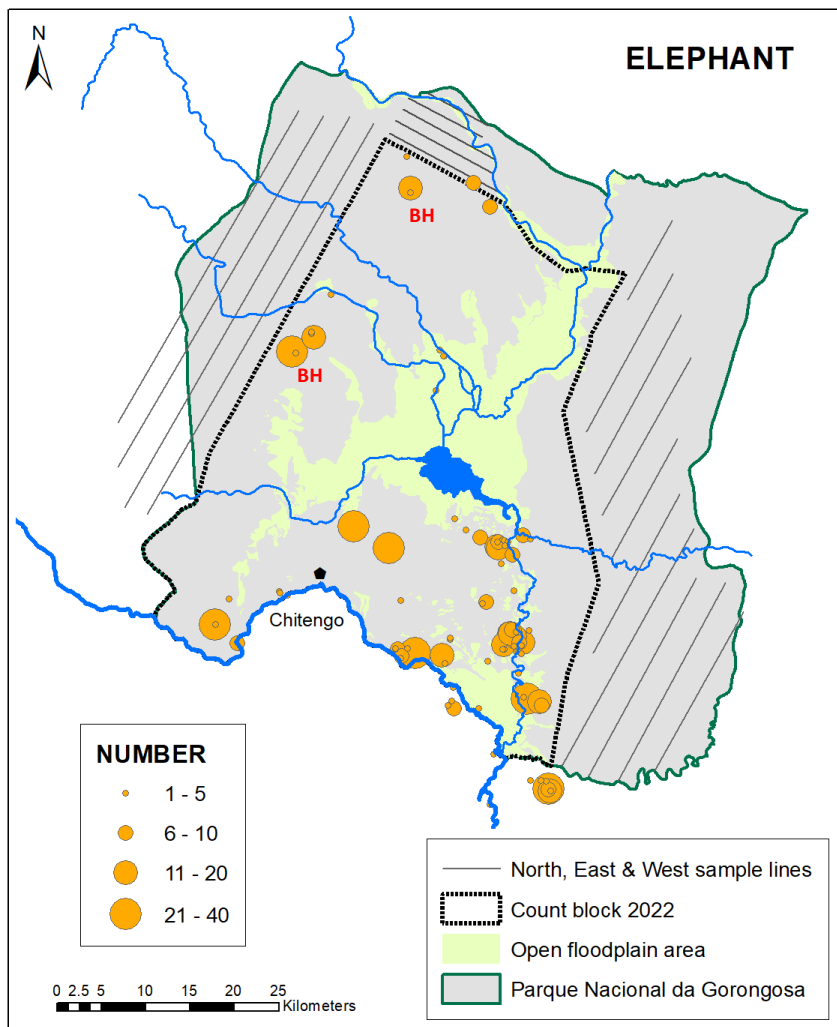 N
ELEPHANT
BH
BH
Chitengo
NUMBER
1 - 5
6 - 10
11 - 20
21 - 40
0 2.5 5 10 15 20 25
Kilometers
North, East & West sample lines
Count block 2022
Open floodplain area
Parque Nacional da Gorongosa